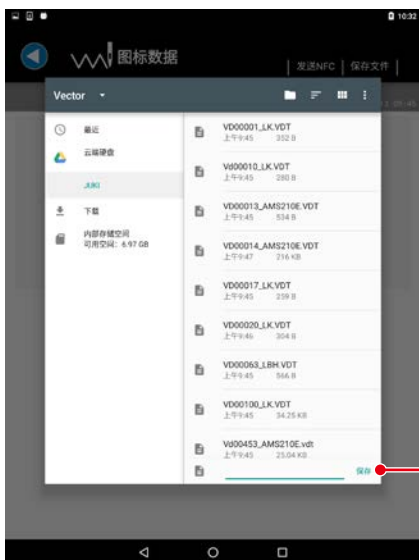 10:32
图标数据
发送NFC
保存文件
Vector
最近
云端硬盘
JUKI
下载
内部存储空间
可用空间：6.97 GB
VD00001_LK.VDT
上午9:45 352 B
Vd00010_LK.VDT
上午9:45 280 B
VD00013_AMS210E.VDT
上午9:45 534 B
VD00014_AMS210E.VDT
上午9:47 216 KB
VD00017_LK.VDT
上午9:45 259 B
VD00020_LK.VDT
上午9:46 304 B
VD00063_LBH.VDT
上午9:45 566 B
VD00100_LK.VDT
上午9:45 34.25 KB
Vd00453_AMS210E.vdt
上午9:45 25.04 KB
保存